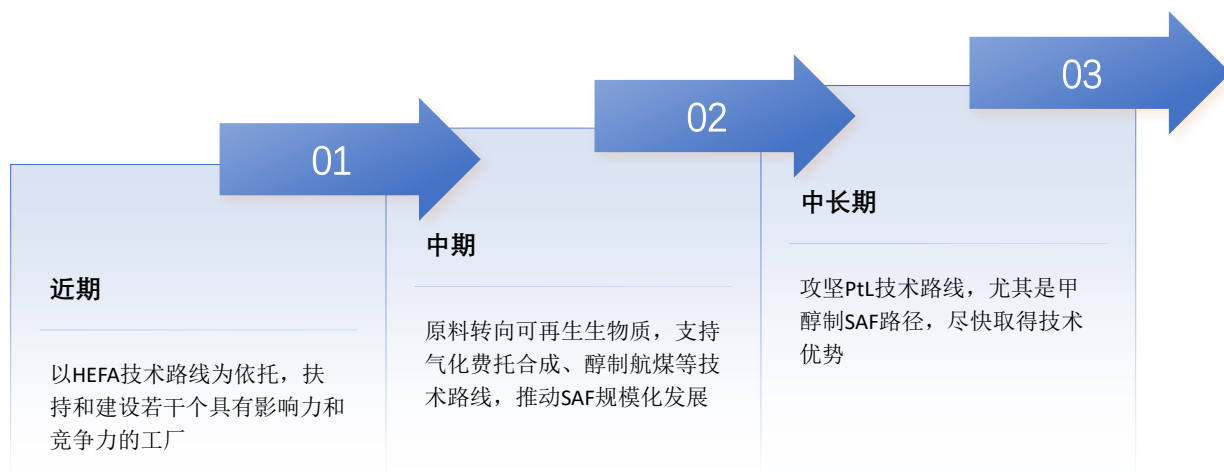 01
近期
以HEFA技术路线为依托，扶
持和建设若干个具有影响力和
竞争力的工厂
02
中期
原料转向可再生生物质，支持
气化费托合成、醇制航煤等技
术路线，推动SAF规模化发展
03
中长期
攻坚PtL技术路线，尤其是甲
醇制SAF路径，尽快取得技术
优势